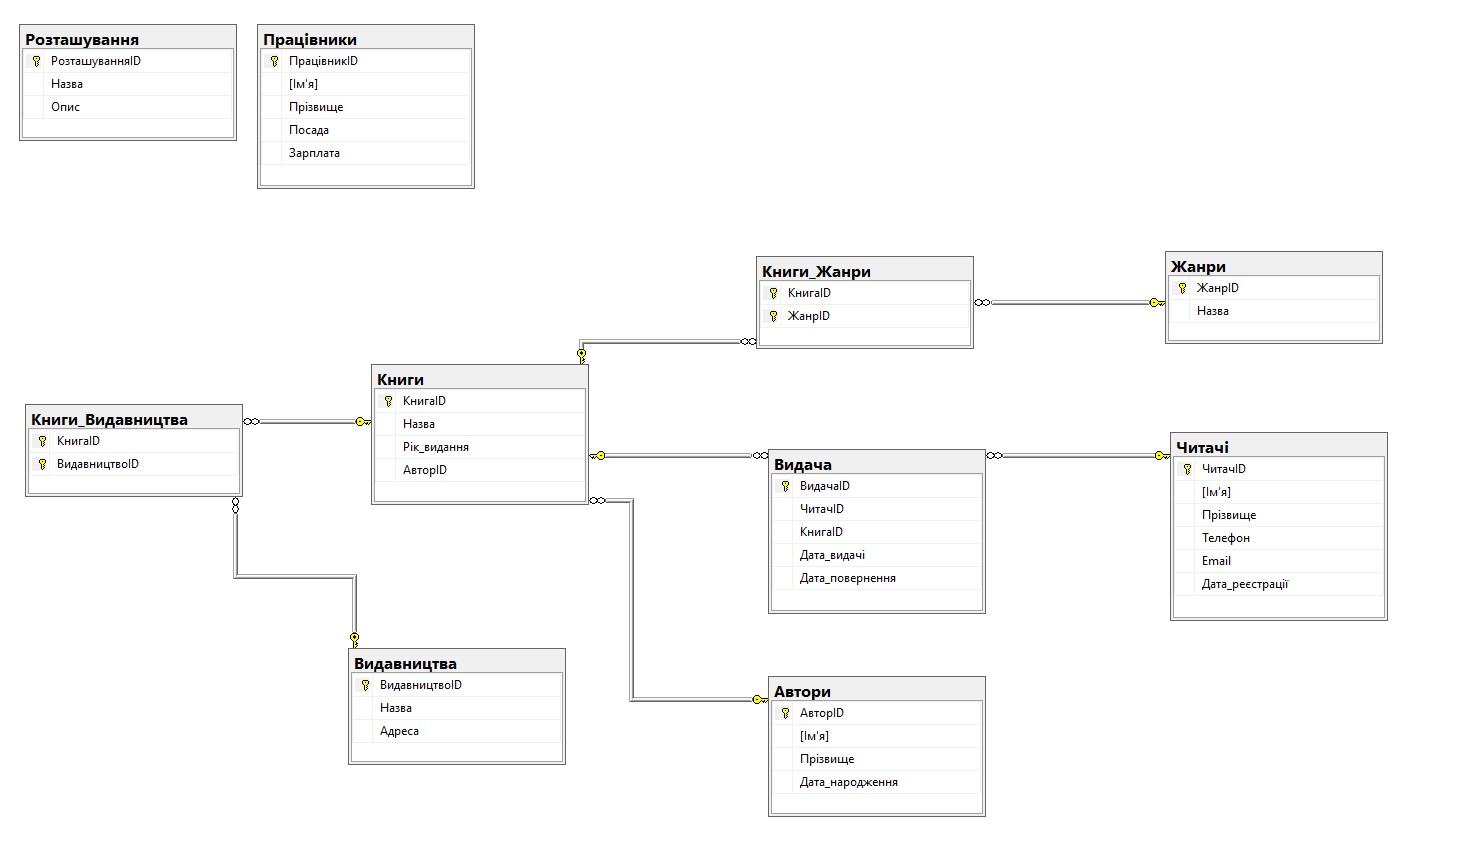 Розташування
РозташуванняID
Назва
Опис
Працівники
ПрацівникID
[Ім'я]
Прізвище
Посада
Зарплата
Книги_Жанри
КнигаID
ЖанрID
Жанри
ЖанрID
Назва
Книги
КнигаID
Назва
Рік_видання
АвторID
Книги_Видавництва
КнигаID
ВидавництвоID
Видача
ВидачаID
ЧитачID
КнигаID
Дата_видачі
Дата_повернення
Читачі
ЧитачID
[Ім'я]
Прізвище
Телефон
Email
Дата_реєстрації
Видавництва
ВидавництвоID
Назва
Адреса
Автори
АвторID
[Ім'я]
Прізвище
Дата_народження